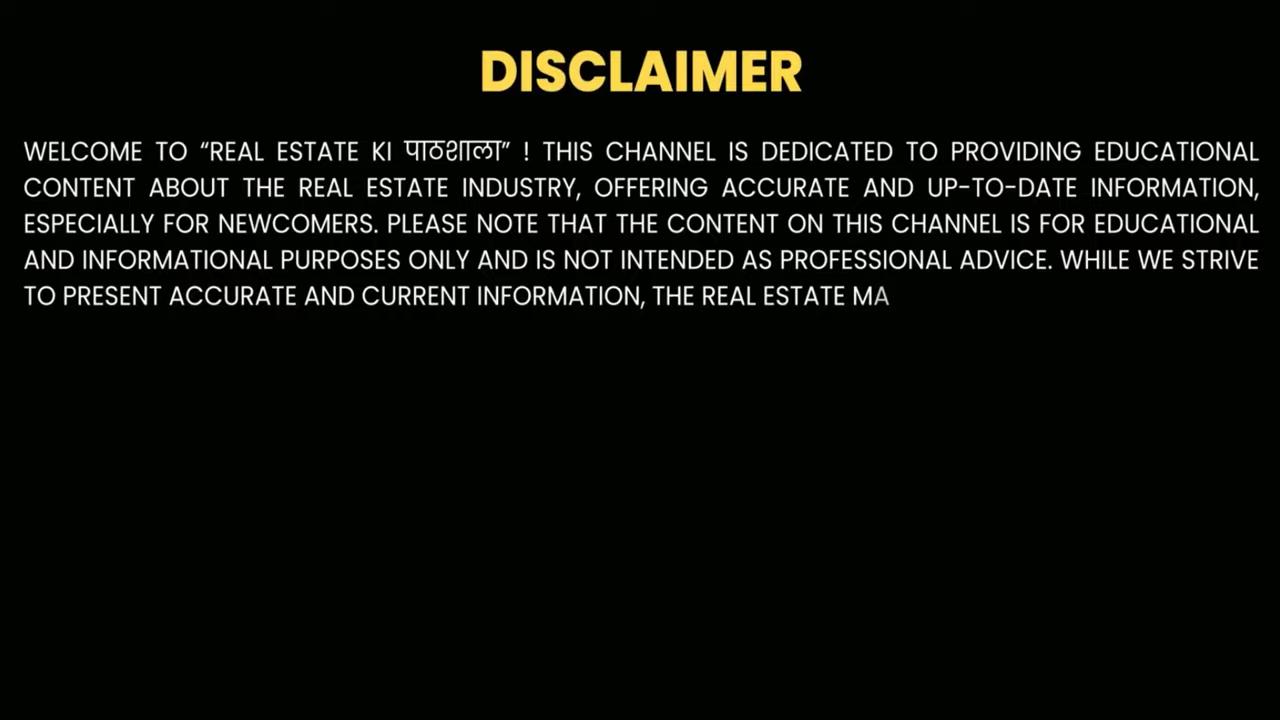 DISCLAIMER
WELCOME TO “REAL ESTATE KI पाठशाला” ! THIS CHANNEL IS DEDICATED TO PROVIDING EDUCATIONAL
CONTENT ABOUT THE REAL ESTATE INDUSTRY, OFFERING ACCURATE AND UP-TO-DATE INFORMATION,
ESPECIALLY FOR NEWCOMERS. PLEASE NOTE THAT THE CONTENT ON THIS CHANNEL IS FOR EDUCATIONAL
AND INFORMATIONAL PURPOSES ONLY AND IS NOT INTENDED AS PROFESSIONAL ADVICE. WHILE WE STRIVE
TO PRESENT ACCURATE AND CURRENT INFORMATION, THE REAL ESTATE MA